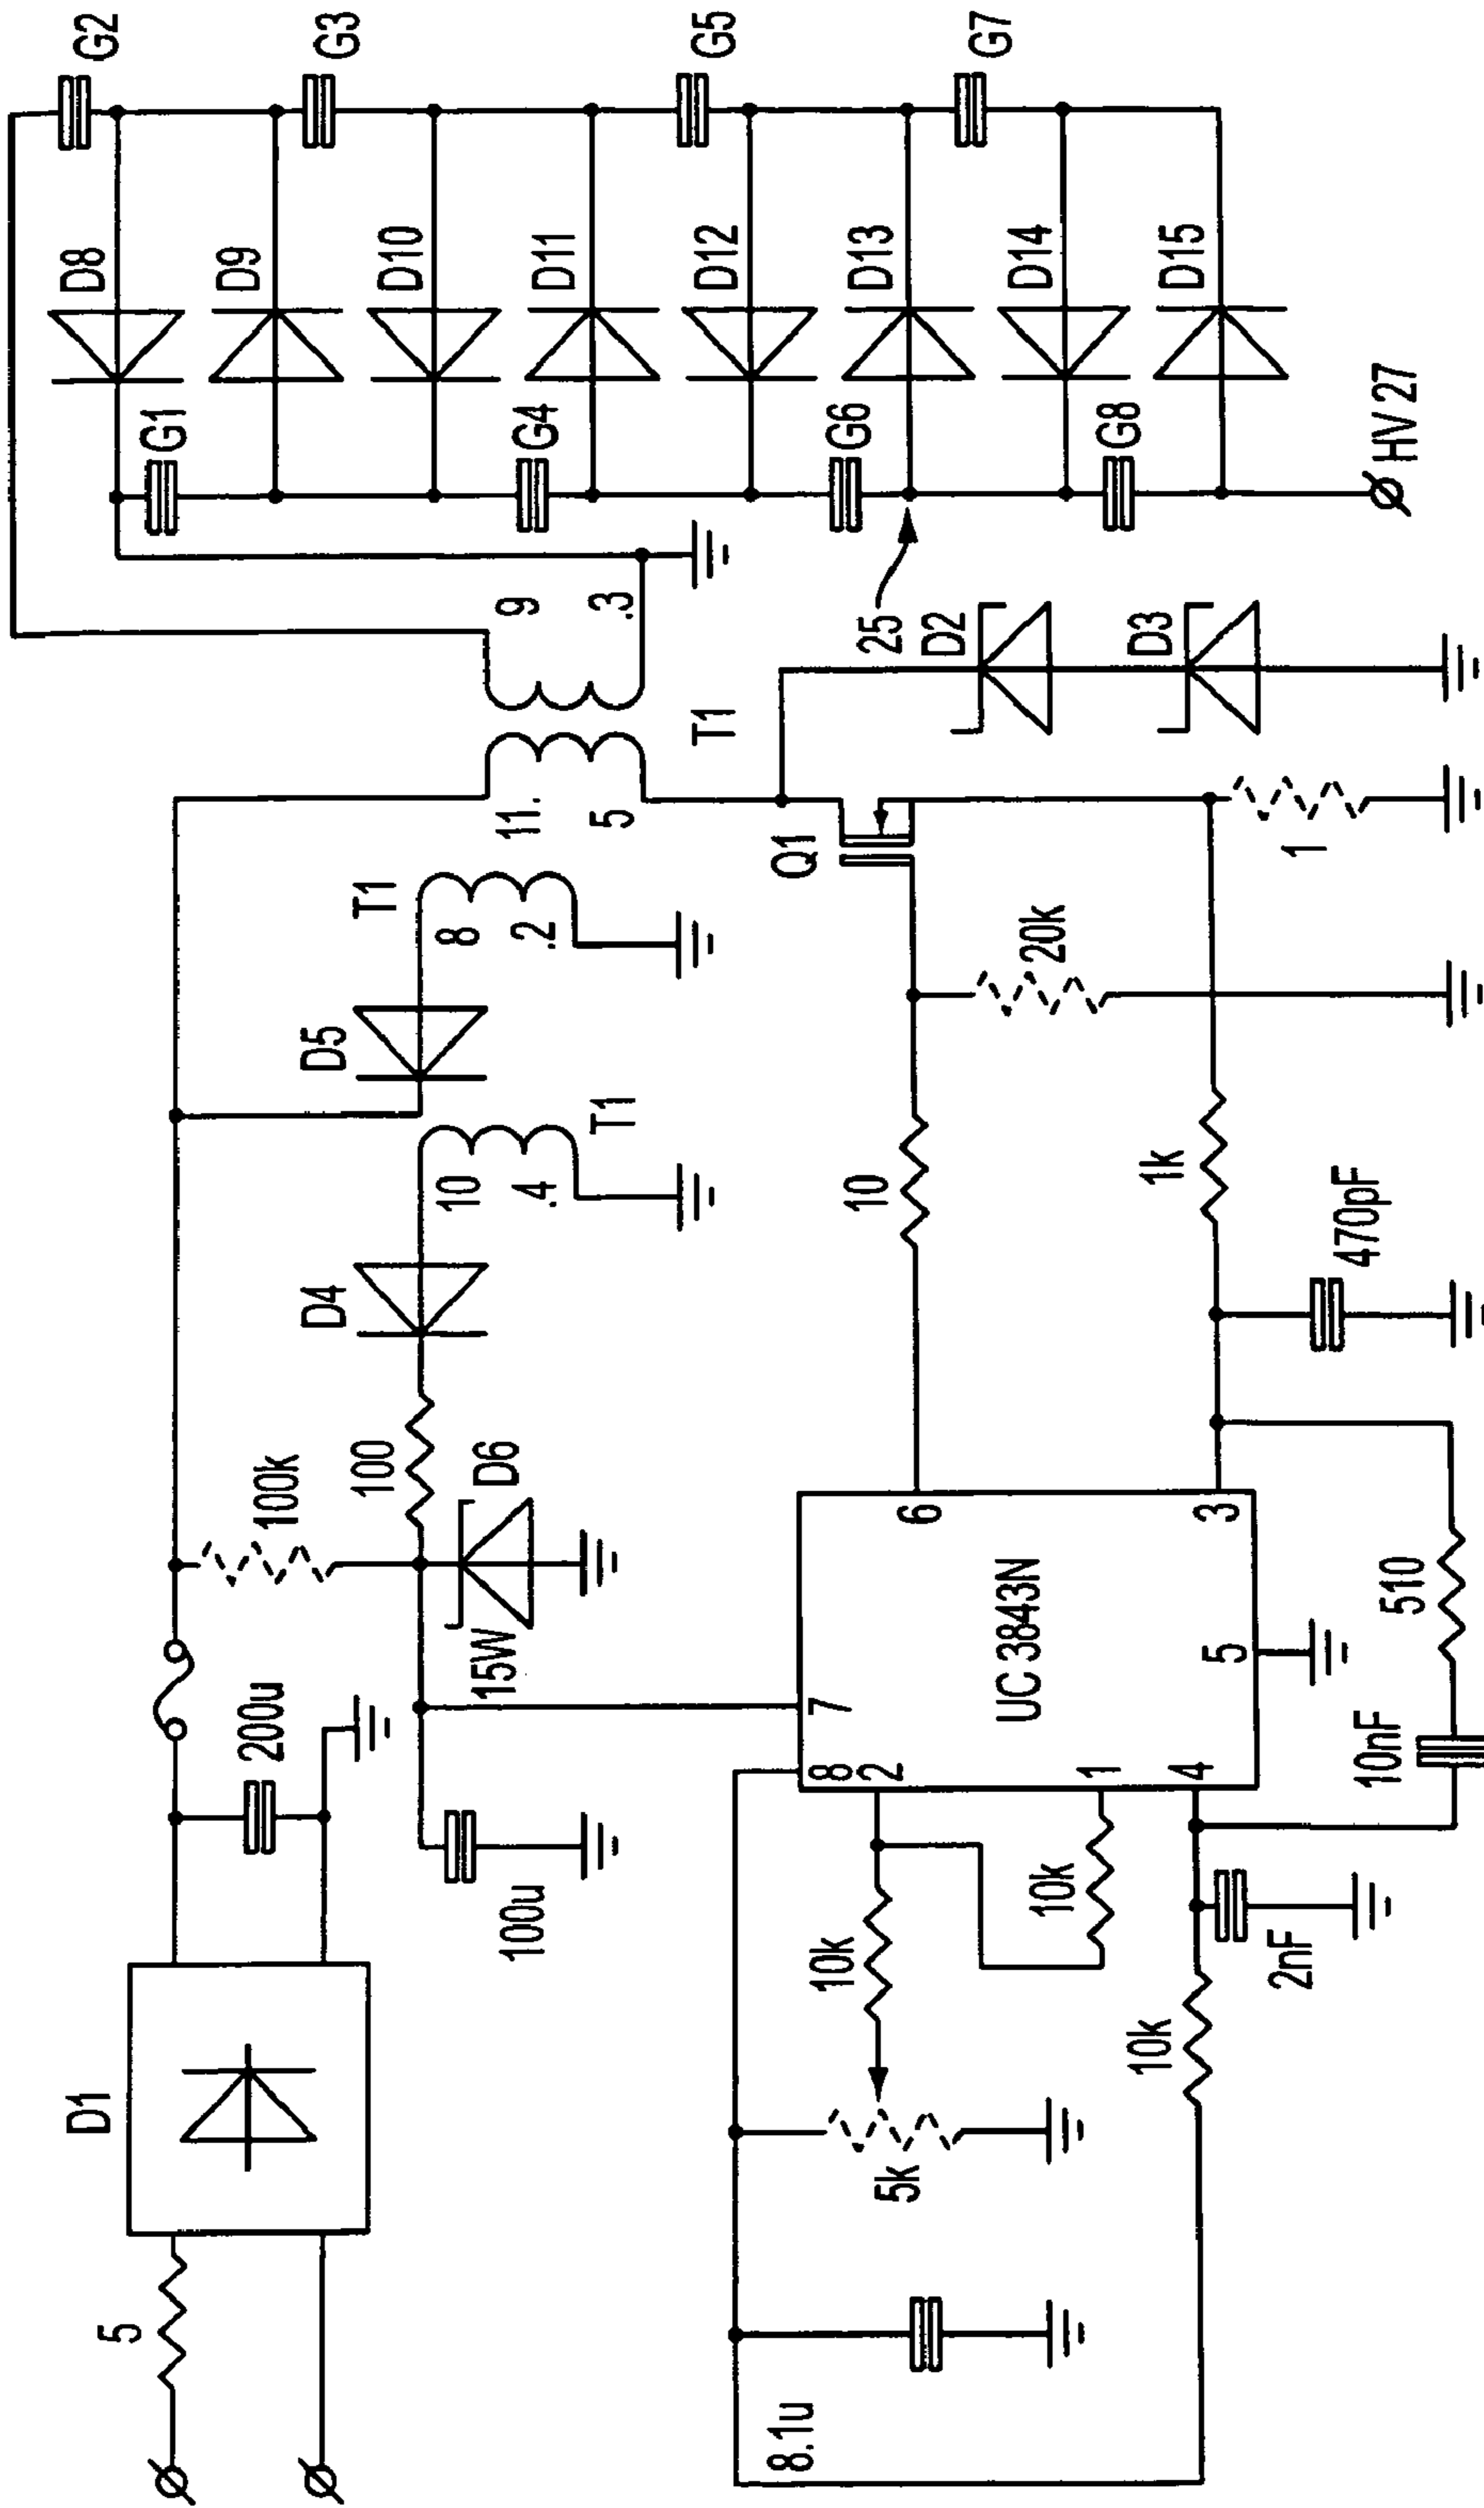 5
D1
200u
100k
D4
D5
T1
8
.2
11.
5
9
.3
T1
100
D6
15W
100u
10
.4
T1
G2
G3
G5
G7
D8
D9
D10
D11
D12
D13
D14
D15
G1
G4
G6
G8
HV 27
25
D2
D3
Q1
20k
1
10
1k
470pF
8
7
6
2
UC 3843N
1
4
5
3
10k
10k
5k
8.1u
10k
2nF
10nF
510